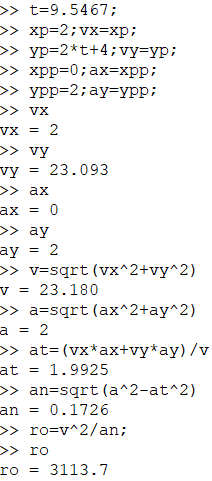 >> t=9.5467;
>> xp=2;vx=xp;
>> yp=2*t+4;vy=yp;
>> xpp=0;ax=xpp;
>> ypp=2;ay=ypp;
>> vx
vx = 2
>> vy
vy = 23.093
>> ax
ax = 0
>> ay
ay = 2
>> v=sqrt(vx^2+vy^2)
v = 23.180
>> a=sqrt(ax^2+ay^2)
a = 2
>> at=(vx*ax+vy*ay)/v
at = 1.9925
>> an=sqrt(a^2-at^2)
an = 0.1726
>> ro=v^2/an;
>> ro
ro = 3113.7